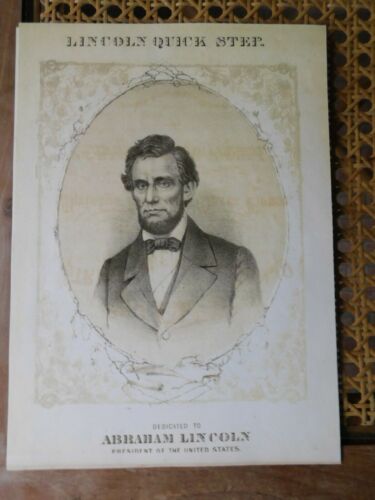 LINCOLN QUICK STEP.
DEDICATED TO
ABRAHAM LINCOLN
PRESIDENT OF THE UNITED STATES.